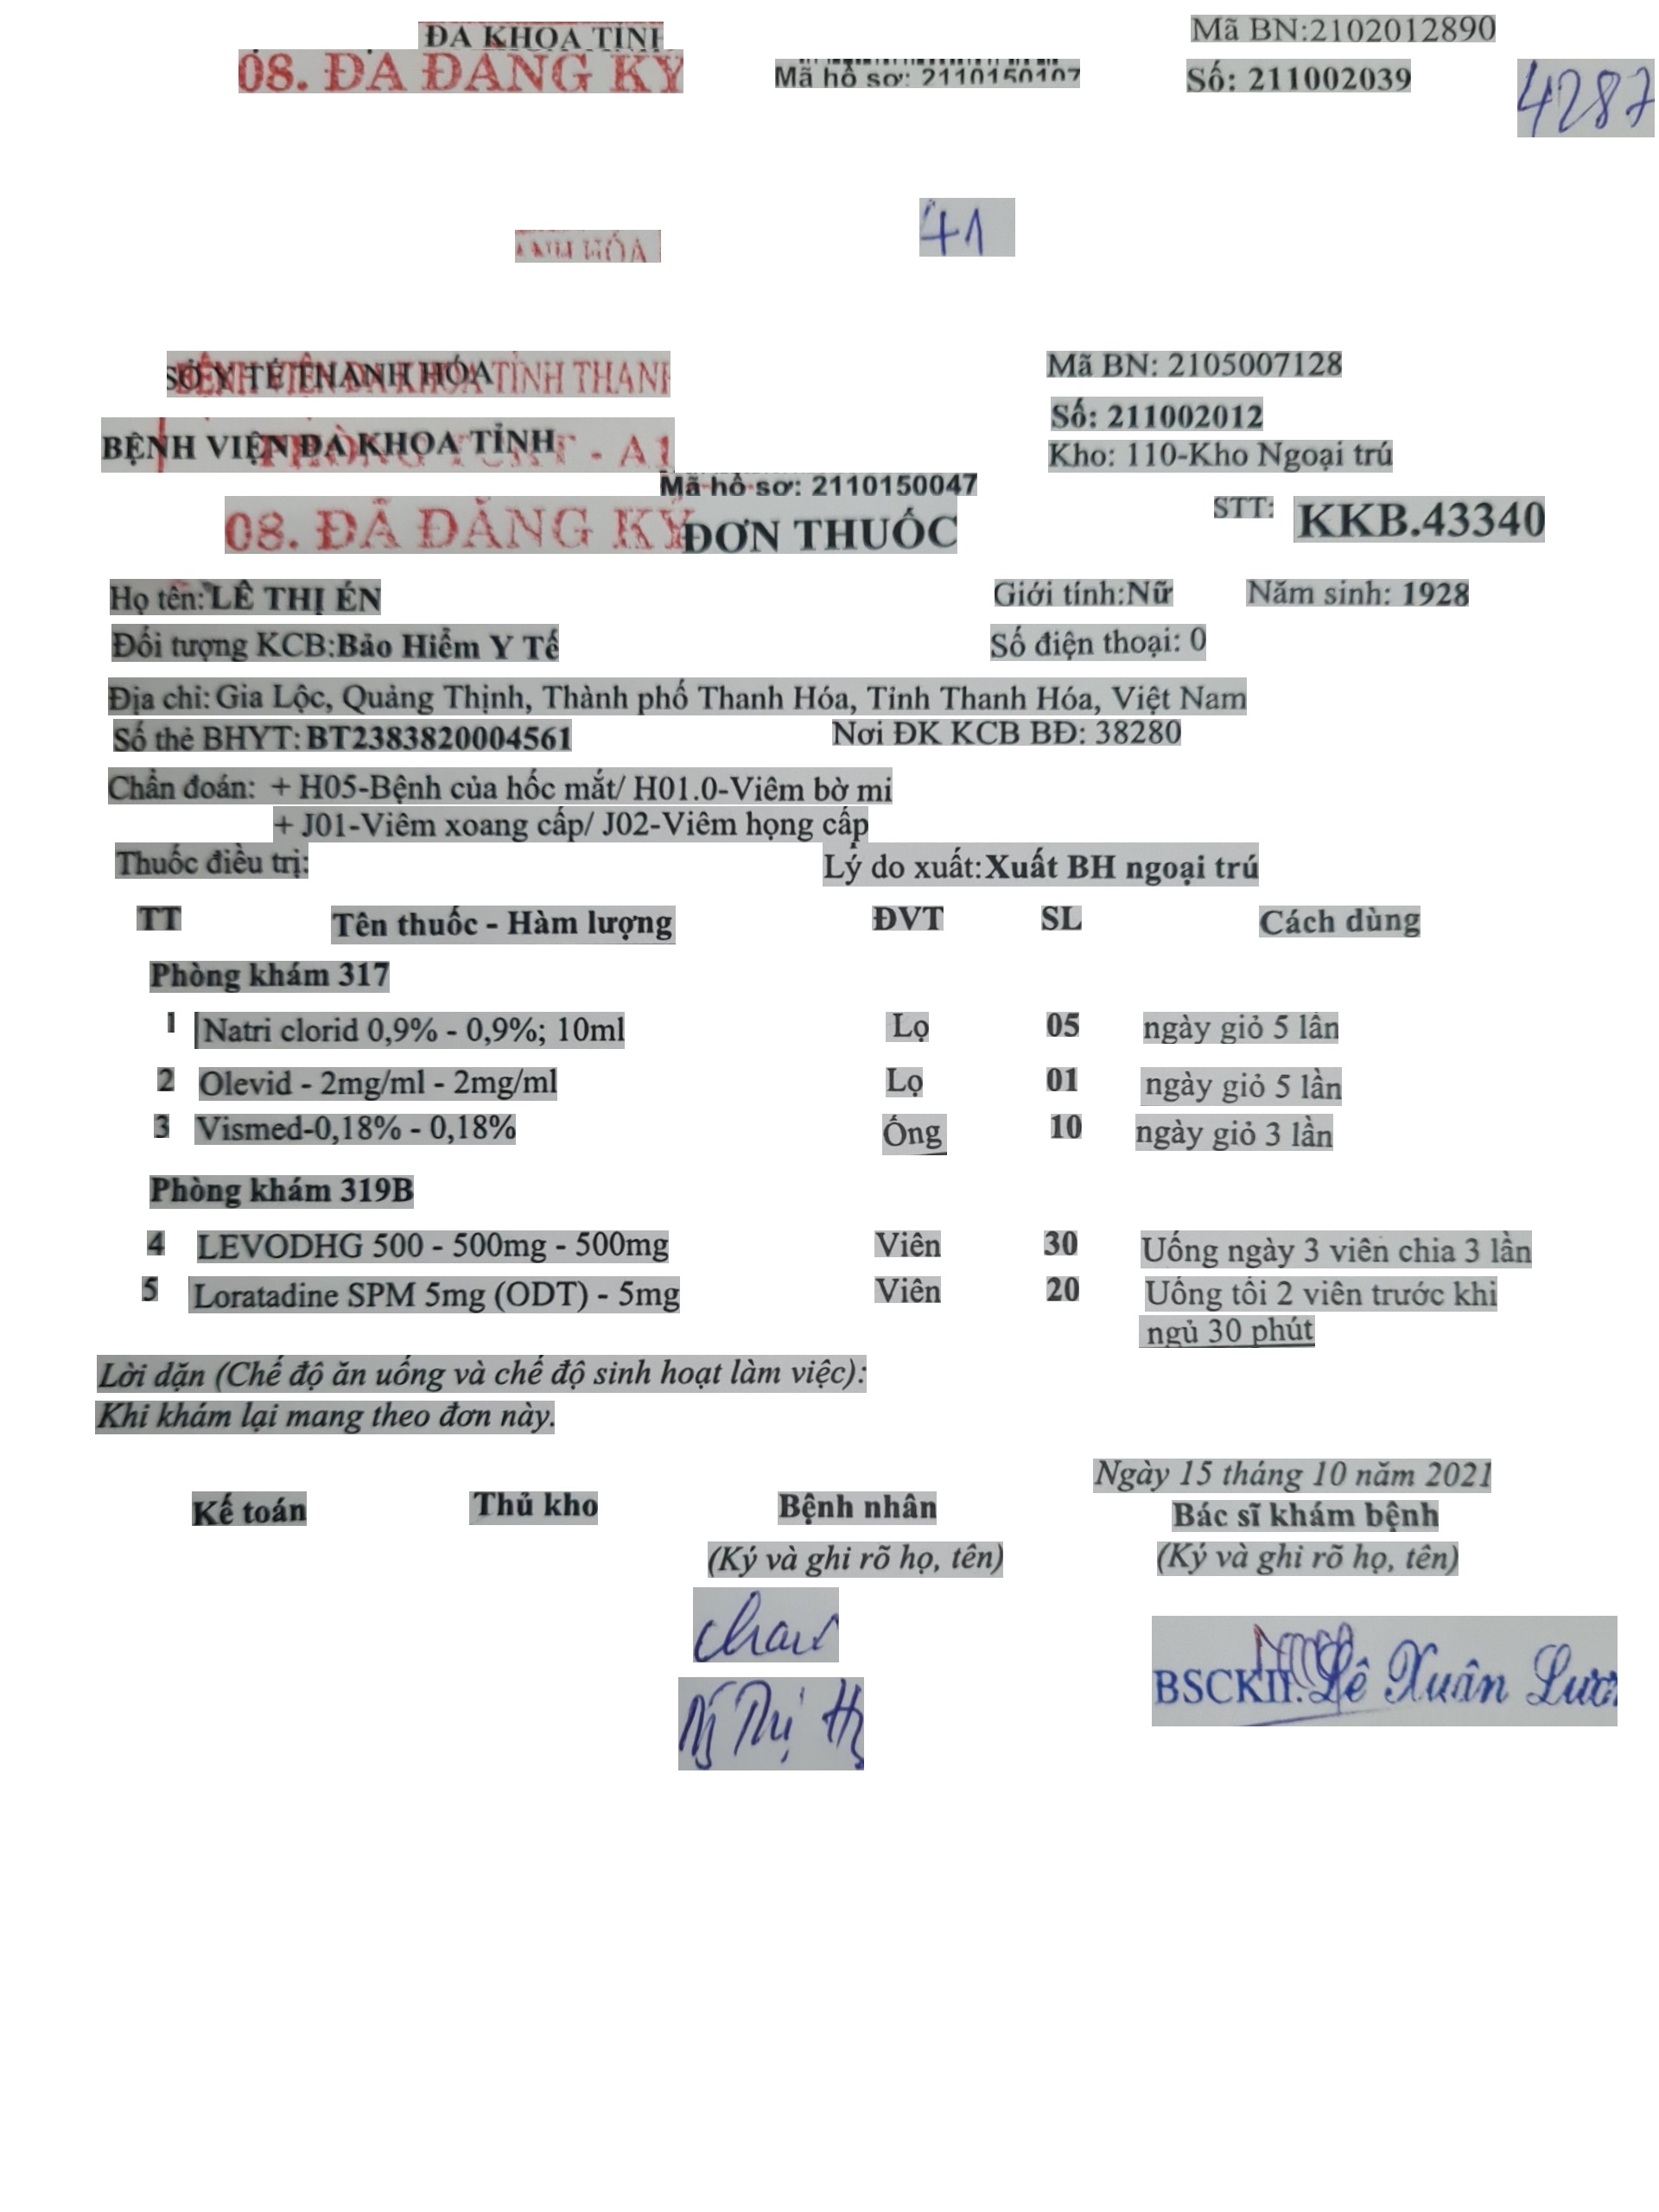 ĐA KHOA TỈNH Mã BN:2102012890
08. ĐÃ ĐĂNG KÝ Mã hồ sơ: 2110150107 Số: 211002039 4287
41
ANH HÓA
SỞ Y TẾ THANH HÓA Mã BN: 2105007128
Số: 211002012
BỆNH VIỆN ĐA KHOA TỈNH Kho: 110-Kho Ngoại trú
Mã hồ sơ: 2110150047
08. ĐÃ ĐĂNG KÝ ĐƠN THUỐC STT: KKB.43340
Họ tên: LÊ THỊ ÉN Giới tính:Nữ Năm sinh: 1928
Đối tượng KCB:Bảo Hiểm Y Tế Số điện thoại: 0
Địa chỉ: Gia Lộc, Quảng Thịnh, Thành phố Thanh Hóa, Tỉnh Thanh Hóa, Việt Nam
Số thẻ BHYT: BT2383820004561 Nơi ĐK KCB BĐ: 38280
Chẩn đoán: + H05-Bệnh của hốc mắt/ H01.0-Viêm bờ mi
+ J01-Viêm xoang cấp/ J02-Viêm họng cấp
Thuốc điều trị: Lý do xuất:Xuất BH ngoại trú
TT Tên thuốc - Hàm lượng ĐVT SL Cách dùng
Phòng khám 317
1 Natri clorid 0,9% - 0,9%; 10ml Lọ 05 ngày giỏ 5 lần
2 Olevid - 2mg/ml - 2mg/ml Lọ 01 ngày giỏ 5 lần
3 Vismed-0,18% - 0,18% Ống 10 ngày giỏ 3 lần
Phòng khám 319B
4 LEVODHG 500 - 500mg - 500mg Viên 30 Uống ngày 3 viên chia 3 lần
5 Loratadine SPM 5mg (ODT) - 5mg Viên 20 Uống tối 2 viên trước khi
ngủ 30 phút
Lời dặn (Chế độ ăn uống và chế độ sinh hoạt làm việc):
Khi khám lại mang theo đơn này.
Ngày 15 tháng 10 năm 2021
Kế toán Thủ kho Bệnh nhân Bác sĩ khám bệnh
(Ký và ghi rõ họ, tên) (Ký và ghi rõ họ, tên)
BSCKII. Lê Xuân